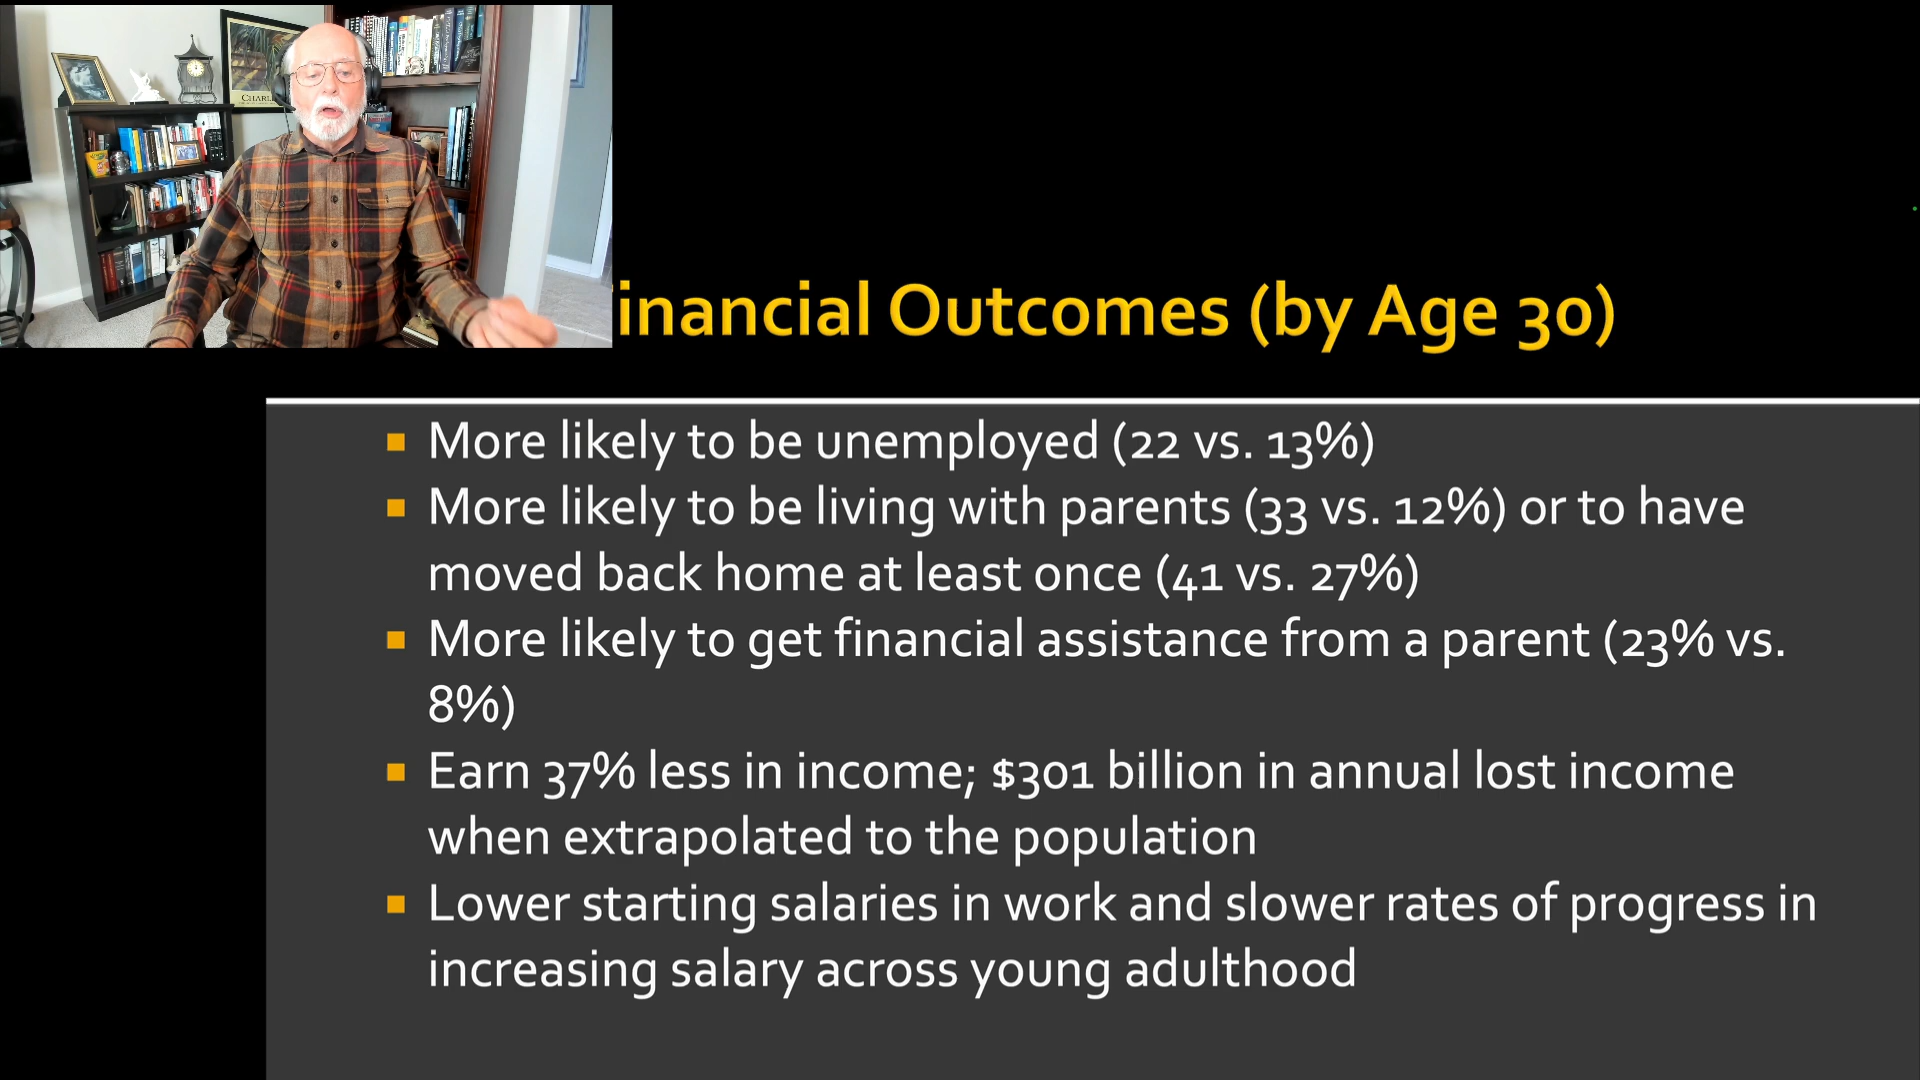 CHARL
inancial Outcomes (by Age 30)
More likely to be unemployed (22 vs. 13%)
More likely to be living with parents (33 vs. 12%) or to have
moved back home at least once (41 vs. 27%)
More likely to get financial assistance from a parent (23% vs.
8%)
Earn 37% less in income; $301 billion in annual lost income
when extrapolated to the population
Lower starting salaries in work and slower rates of progress in
increasing salary across young adulthood